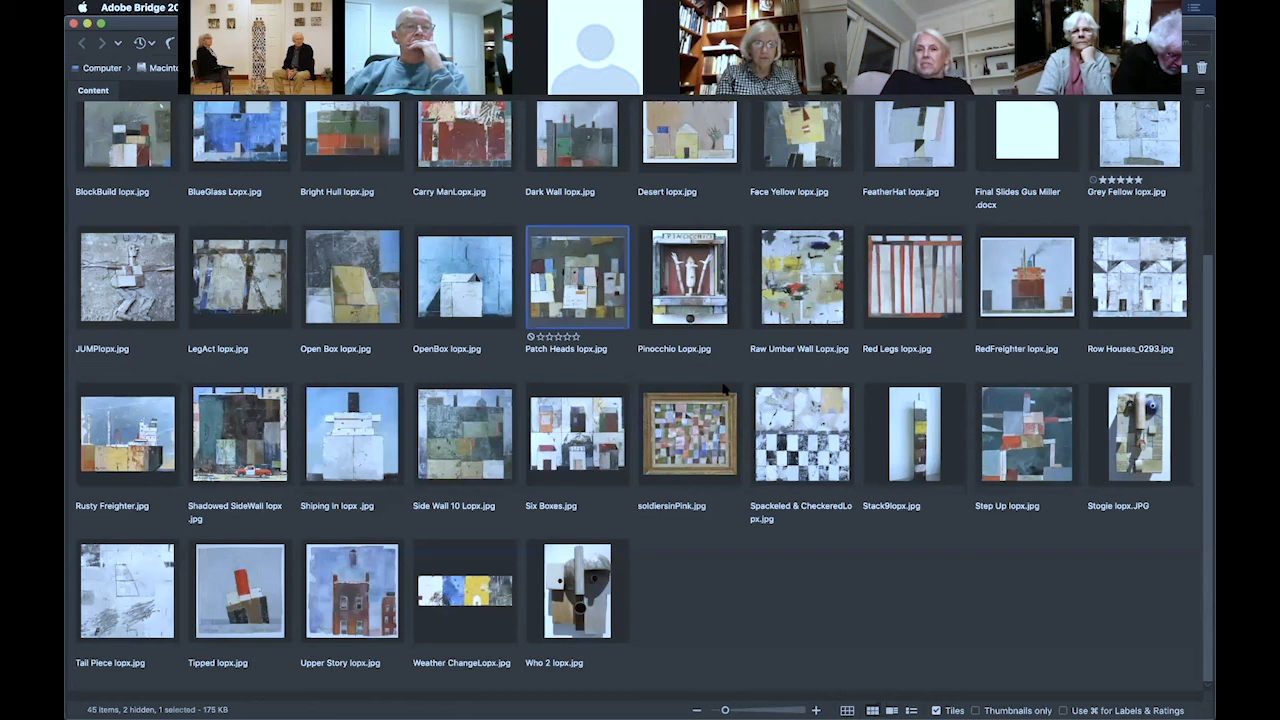 Adobe Bridge 20
Computer
Macinto
Content
BlockBuild lopx.jpg
BlueGlass Lopx.jpg
Bright Hull lopx.jpg
Carry ManLopx.jpg
Dark Wall lopx.jpg
Desert lopx.jpg
Face Yellow lopx.jpg
FeatherHat lopx.jpg
Final Slides Gus Miller
.docx
Grey Fellow lopx.jpg
PINOCCHIO
JUMPlopx.jpg
LegAct lopx.jpg
Open Box lopx.jpg
OpenBox lopx.jpg
Patch Heads lopx.jpg
Pinocchio Lopx.jpg
Raw Umber Wall Lopx.jpg
Red Legs lopx.jpg
RedFreighter lopx.jpg
Row Houses_0293.jpg
Rusty Freighter.jpg
Shadowed SideWall lopx
.jpg
Shiping In lopx .jpg
Side Wall 10 Lopx.jpg
Six Boxes.jpg
soldiersinPink.jpg
Spackeled & CheckeredLo
px.jpg
Stack9lopx.jpg
Step Up lopx.jpg
Stogie lopx.JPG
Tail Piece lopx.jpg
Tipped lopx.jpg
Upper Story lopx.jpg
Weather ChangeLopx.jpg
Who 2 lopx.jpg
45 items, 2 hidden, 1 selected - 175 KB
Tiles
Thumbnails only
Use ⌘ for Labels & Ratings